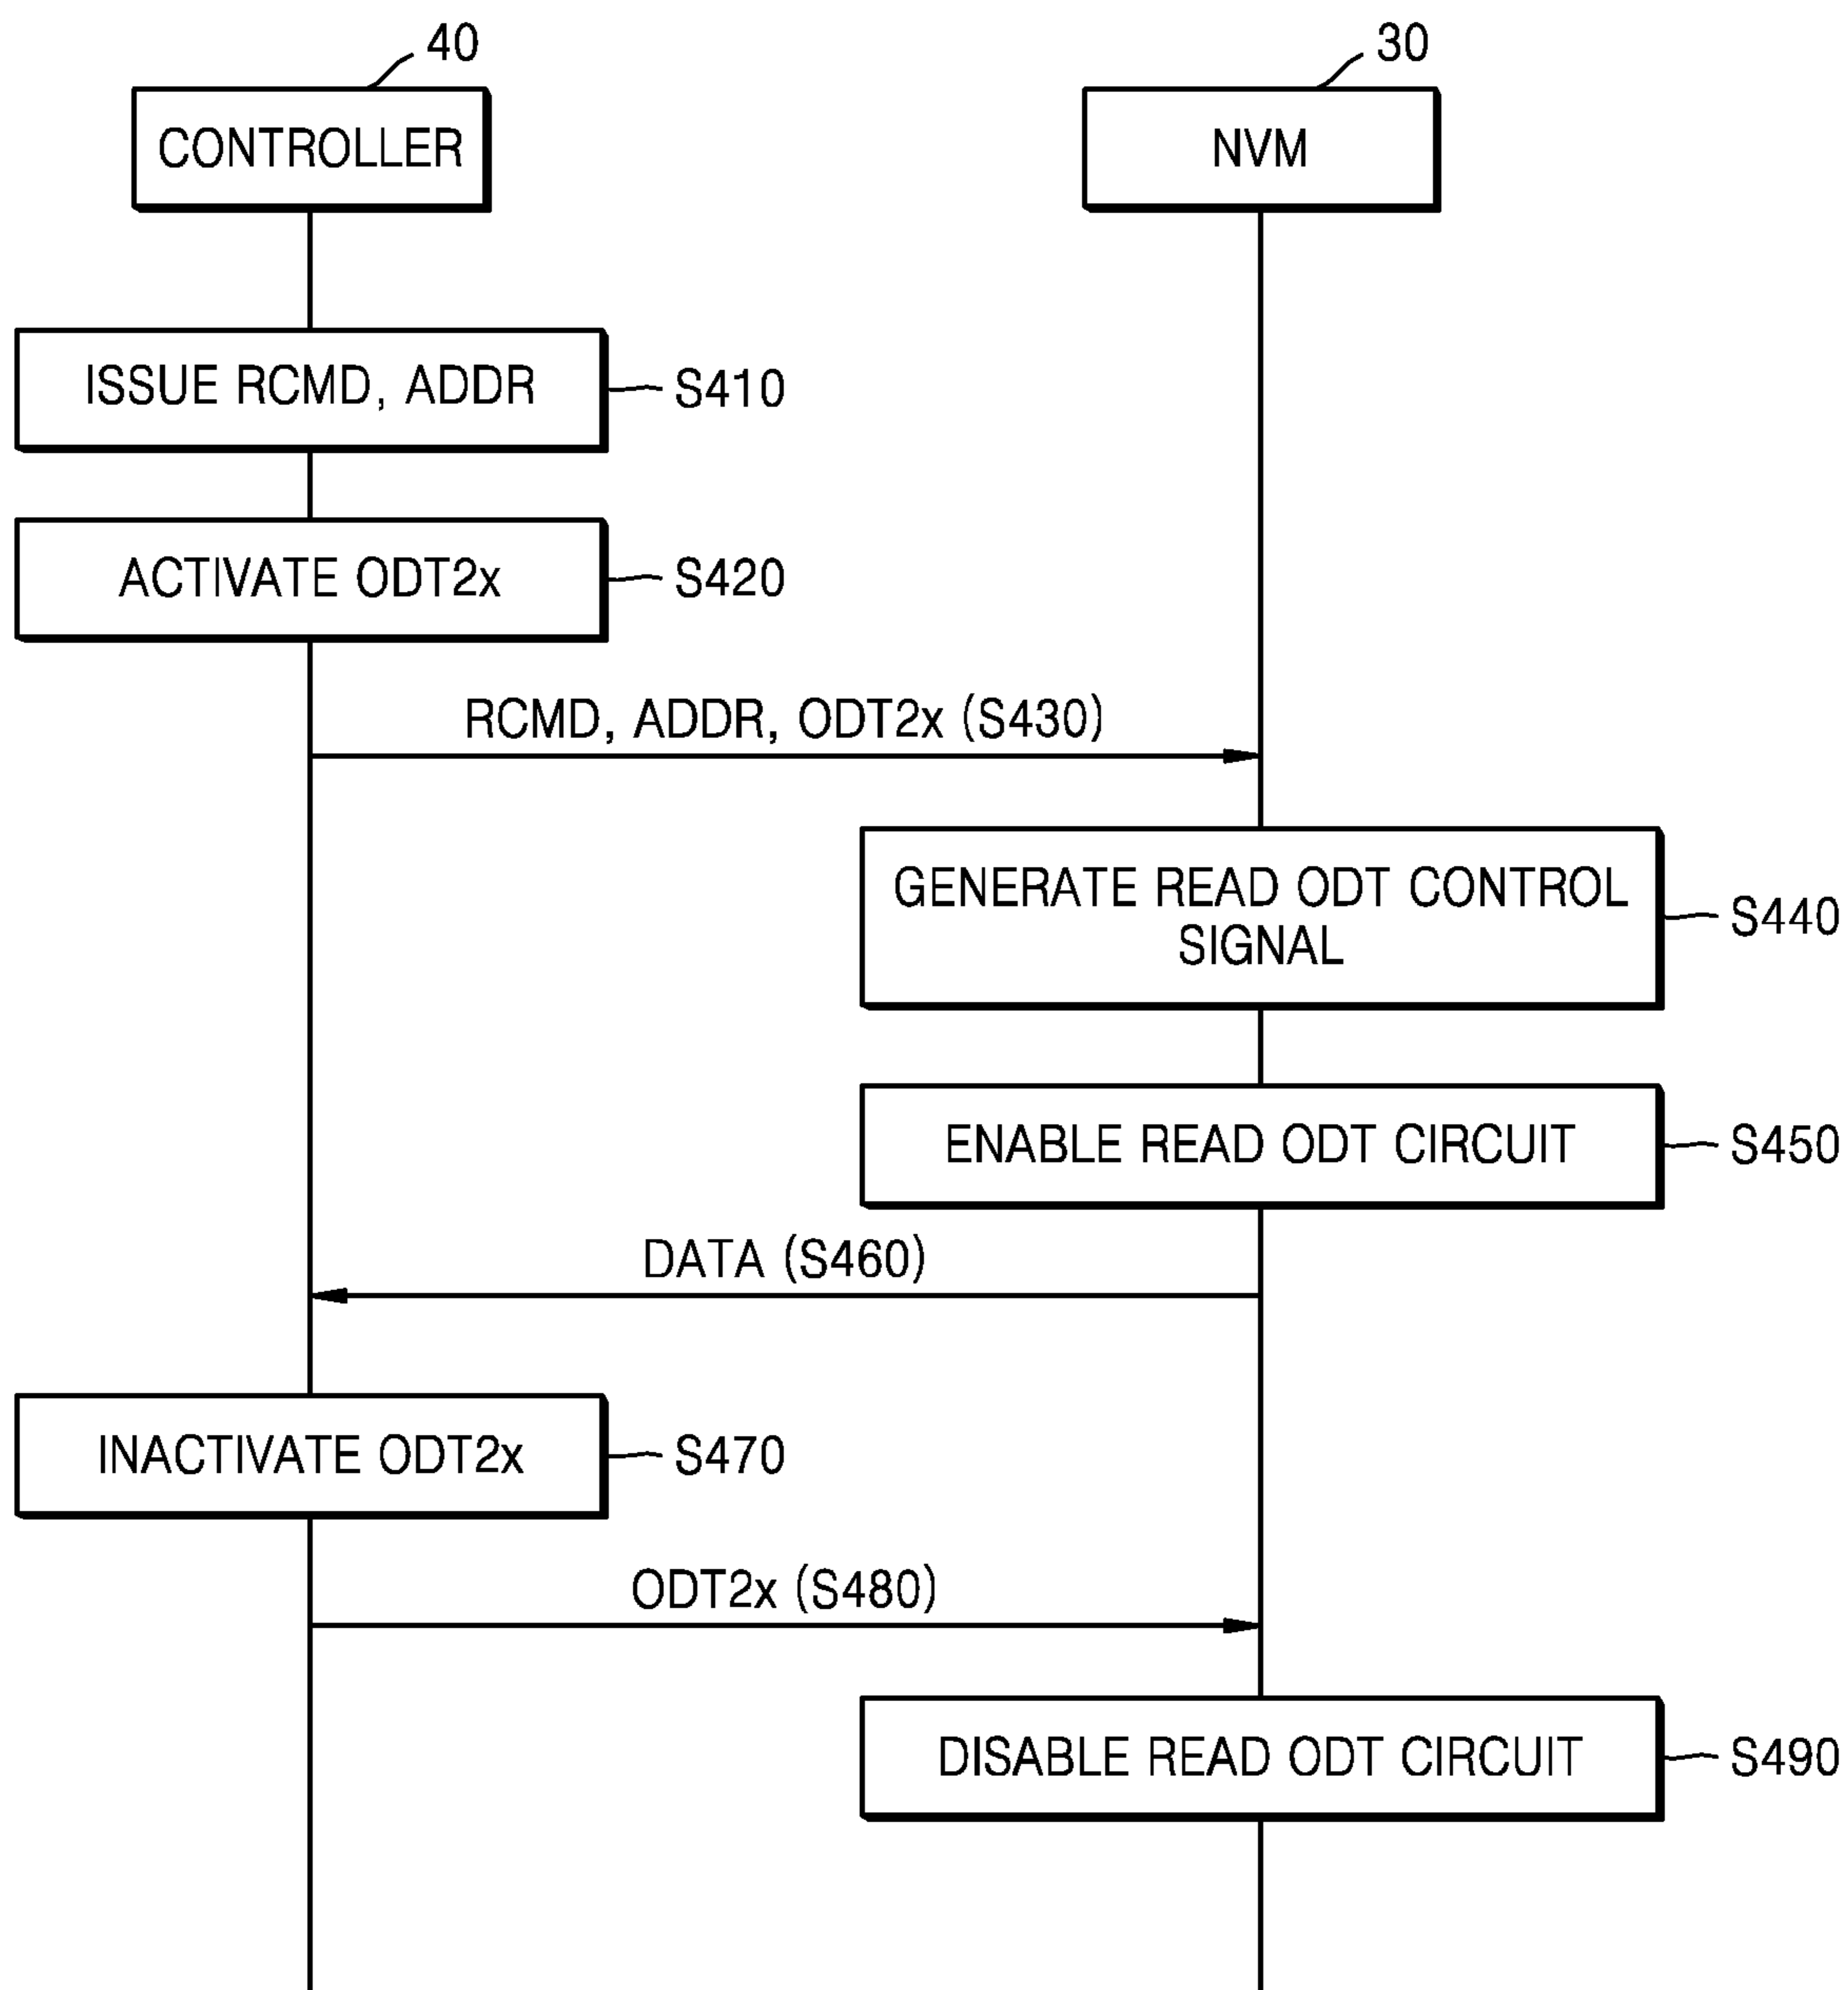 40
30
CONTROLLER
NVM
ISSUE RCMD, ADDR
S410
ACTIVATE ODT2x
S420
RCMD, ADDR, ODT2x (S430)
GENERATE READ ODT CONTROL
SIGNAL
S440
ENABLE READ ODT CIRCUIT
S450
DATA (S460)
INACTIVATE ODT2x
S470
ODT2x (S480)
DISABLE READ ODT CIRCUIT
S490